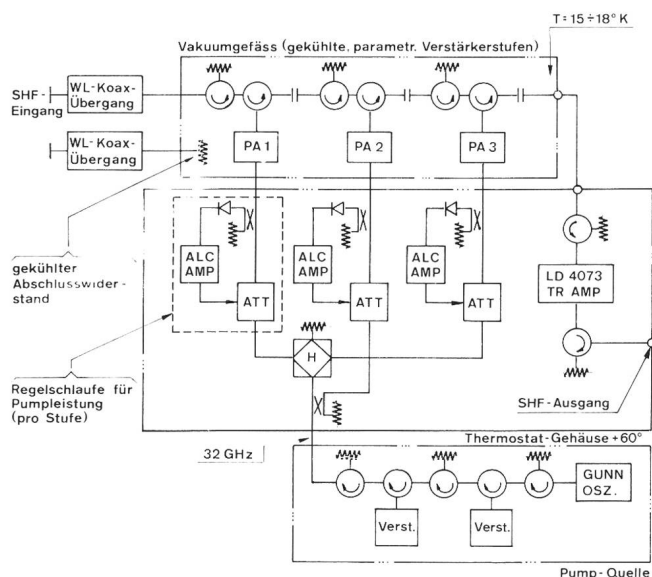 T = 15÷18° K
Vakuumgefäss (gekühlte, parametr. Verstärkerstufen)
SHF-
Eingang
WL-Koax-
Übergang
WL-Koax-
Übergang
PA 1
PA 2
PA 3
ALC
AMP
ATT
ALC
AMP
ATT
ALC
AMP
ATT
LD 4073
TR AMP
gekühlter
Abschlusswider-
stand
H
Regelschlaufe für
Pumpleistung
(pro Stufe)
SHF-Ausgang
Thermostat-Gehäuse +60°
32 GHz
GUNN
OSZ.
Verst.
Verst.
Pump-Quelle